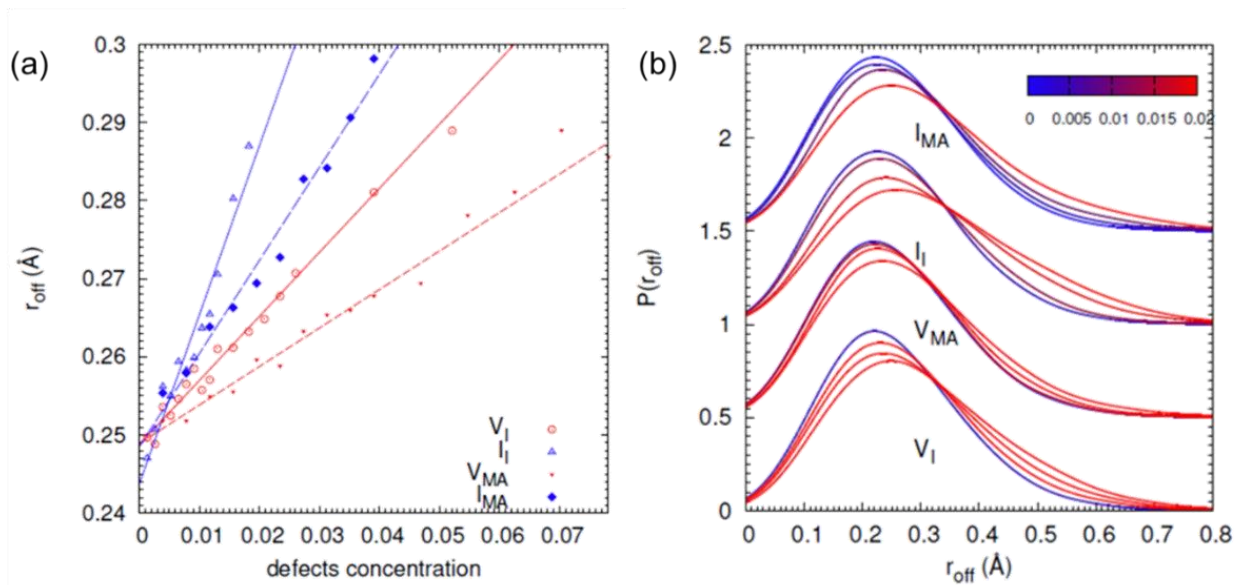 (a)
0.3
0.29
0.28
0.27
0.26
0.25
0.24
r_off (Å)
0 0.01 0.02 0.03 0.04 0.05 0.06 0.07
defects concentration
V_I
I_I
V_MA
I_MA
(b)
2.5
2
1.5
1
0.5
0
P(r_off)
0 0.005 0.01 0.015 0.02
I_MA
I_I
V_MA
V_I
0 0.1 0.2 0.3 0.4 0.5 0.6 0.7 0.8
r_off (Å)